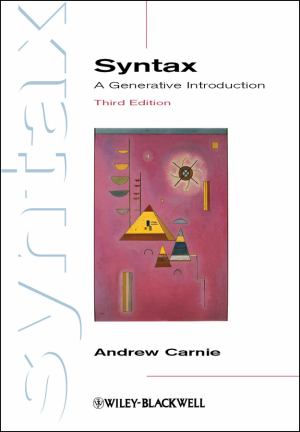 syntax
Syntax
A Generative Introduction
Third Edition
Andrew Carnie
WILEY-BLACKWELL